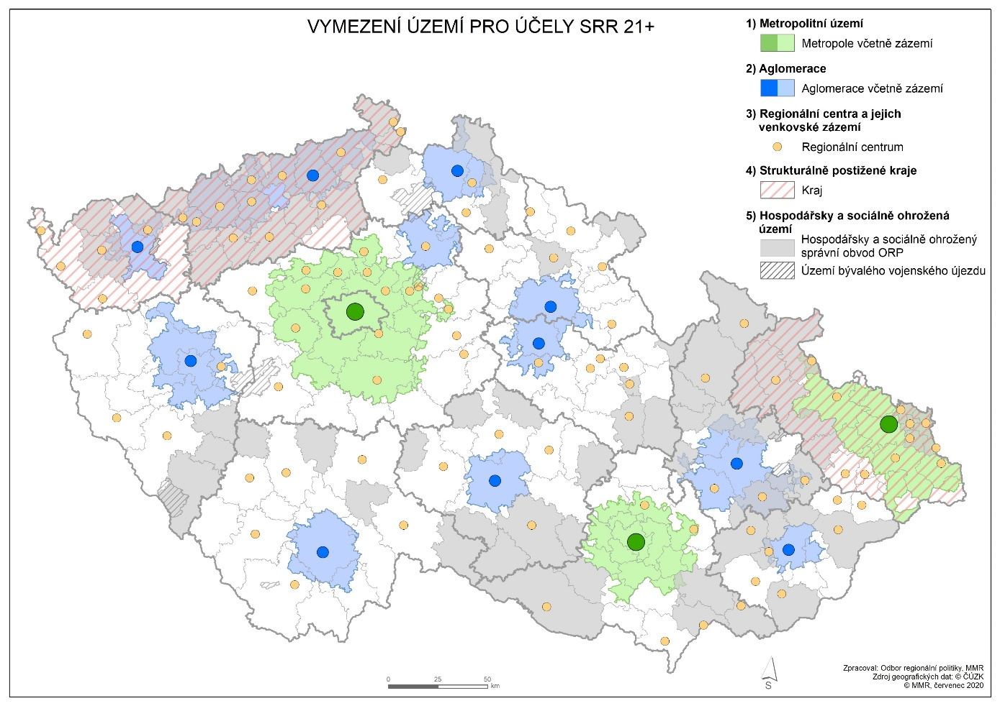 VYMEZENÍ ÚZEMÍ PRO ÚČELY SRR 21+
1) Metropolitní území
Metropole včetně zázemí
2) Aglomerace
Aglomerace včetně zázemí
3) Regionální centra a jejich
venkovské zázemí
Regionální centrum
4) Strukturálně postižené kraje
Kraj
5) Hospodářsky a sociálně ohrožená
území
Hospodářsky a sociálně ohrožený
správní obvod ORP
Území bývalého vojenského újezdu
0 25 50
km
S
Zpracoval: Odbor regionální politiky, MMR
Zdroj geografických dat: © ČÚZK
© MMR, červenec 2020